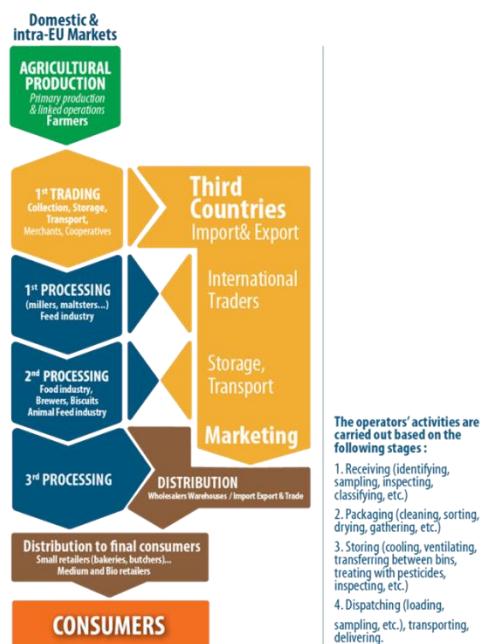 Domestic &
intra-EU Markets
AGRICULTURAL
PRODUCTION
Primary production
& linked operations
Farmers
1st TRADING
Collection, Storage,
Transport,
Merchants, Cooperatives
Third
Countries
Import& Export
1st PROCESSING
(millers, maltsters...)
Feed industry
International
Traders
2nd PROCESSING
Food industry,
Brewers, Biscuits
Animal Feed industry
Storage,
Transport
Marketing
3rd PROCESSING
DISTRIBUTION
Wholesalers Warehouses / Import Export & Trade
Distribution to final consumers
Small retailers (bakeries, butchers)...
Medium and Bio retailers
CONSUMERS
The operators' activities are
carried out based on the
following stages :
1. Receiving (identifying,
sampling, inspecting,
classifying, etc.)
2. Packaging (cleaning, sorting,
drying, gathering, etc.)
3. Storing (cooling, ventilating,
transferring between bins,
treating with pesticides,
inspecting, etc.)
4. Dispatching (loading,
sampling, etc.), transporting,
delivering.